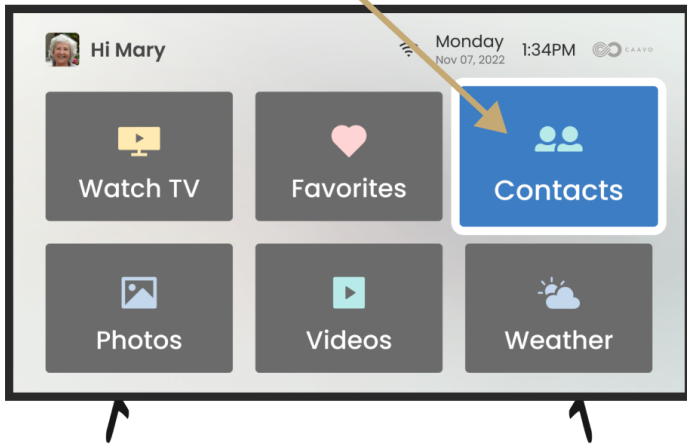 Hi Mary
Monday
Nov 07, 2022
1:34PM
CAAVO
Watch TV
Favorites
Contacts
Photos
Videos
Weather